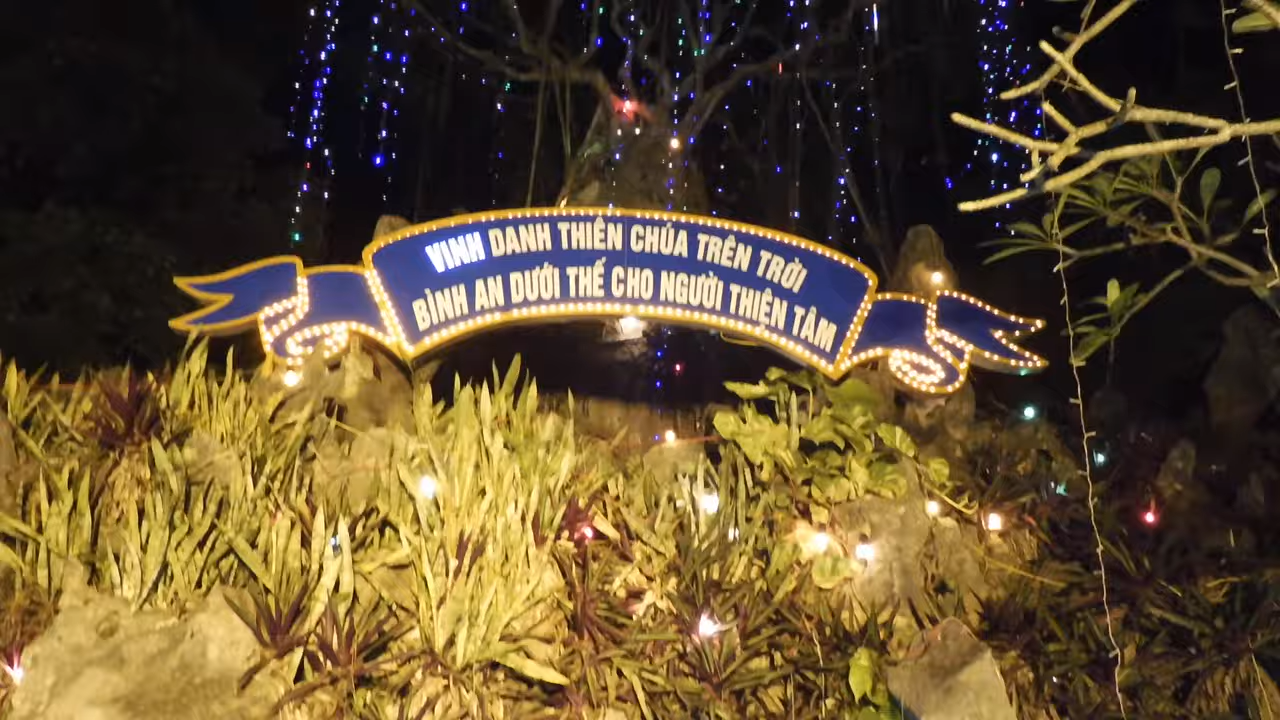 VINH DANH THIÊN CHÚA TRÊN TRỜI
BÌNH AN DƯỚI THẾ CHO NGƯỜI THIỆN TÂM